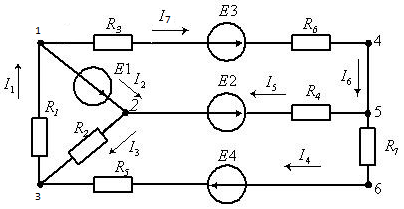 1 R3 I7 E3 R6 4
E1
I1 I2 E2 I5 I6
R1 2 R4 5
R2 I3 E4 I4 R7
3 R5 6